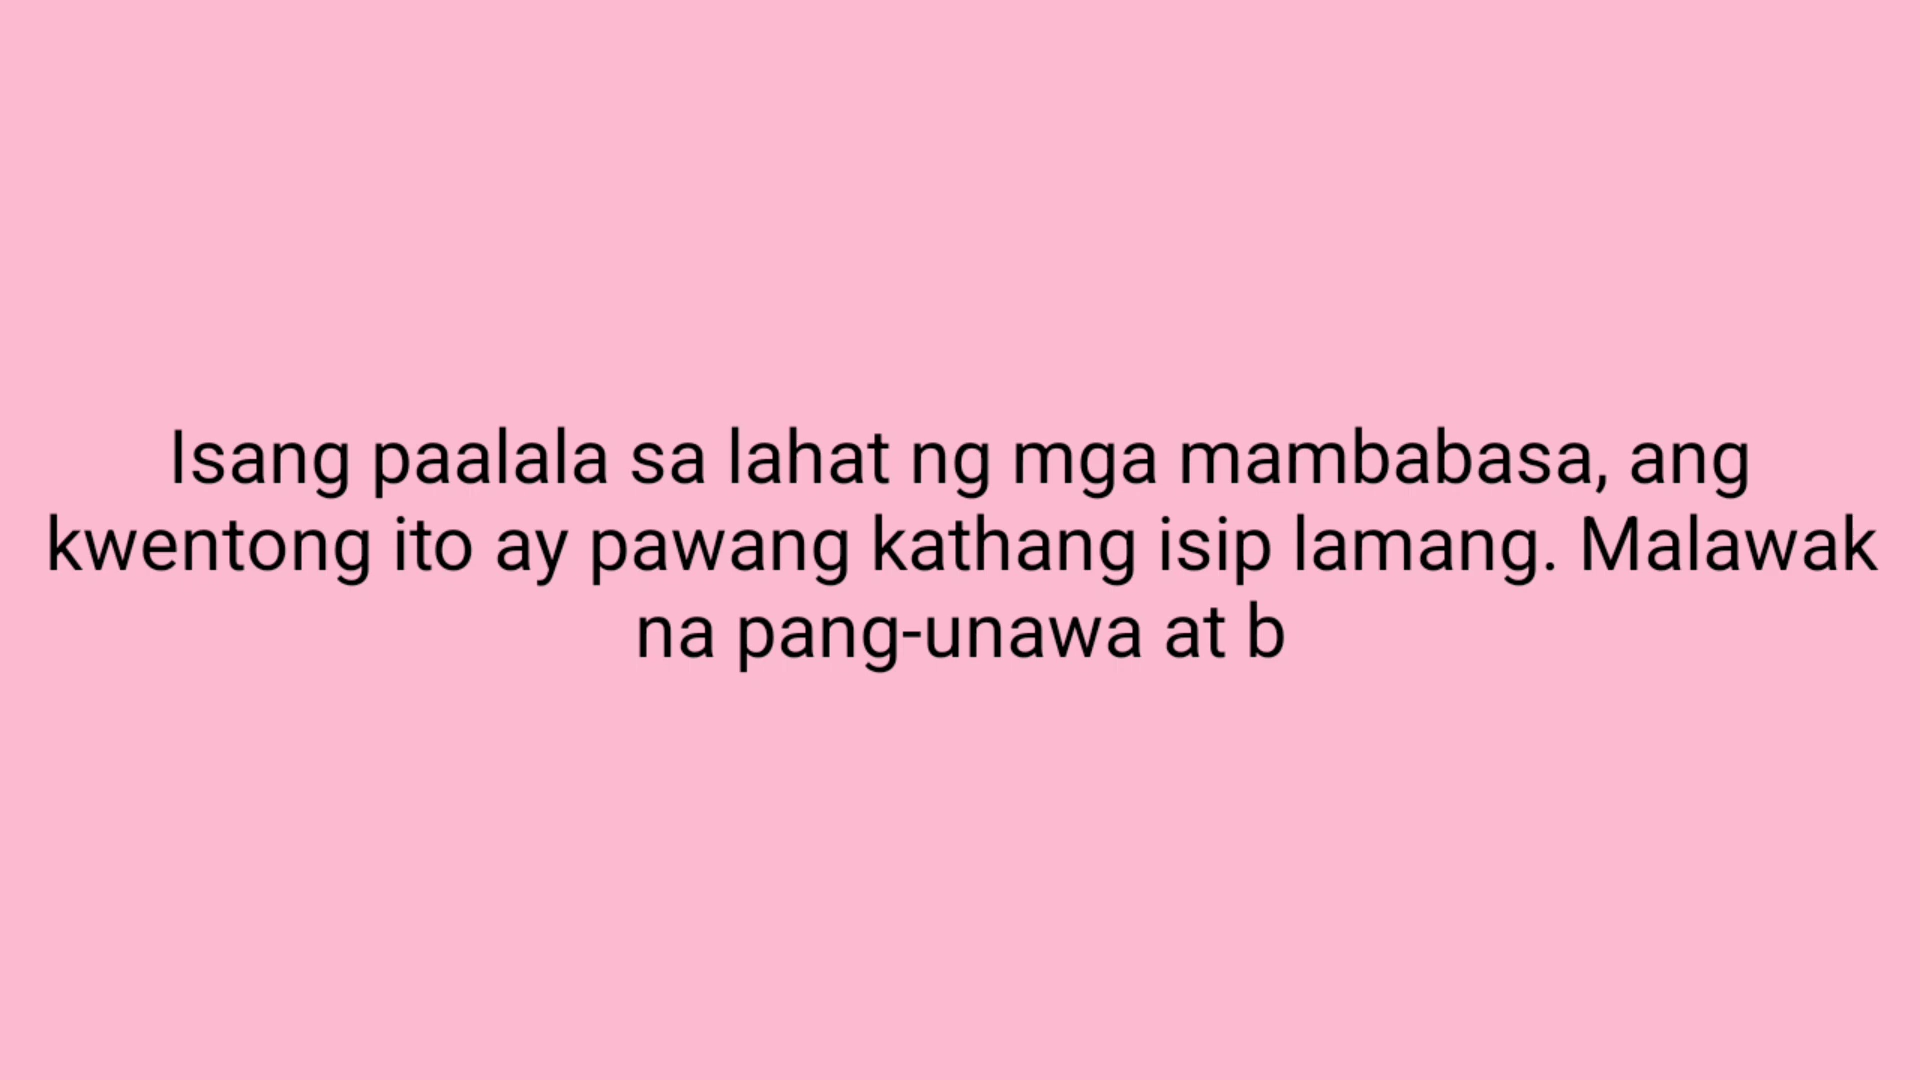 Isang paalala sa lahat ng mga mambabasa, ang
kwentong ito ay pawang kathang isip lamang. Malawak
na pang-unawa at b